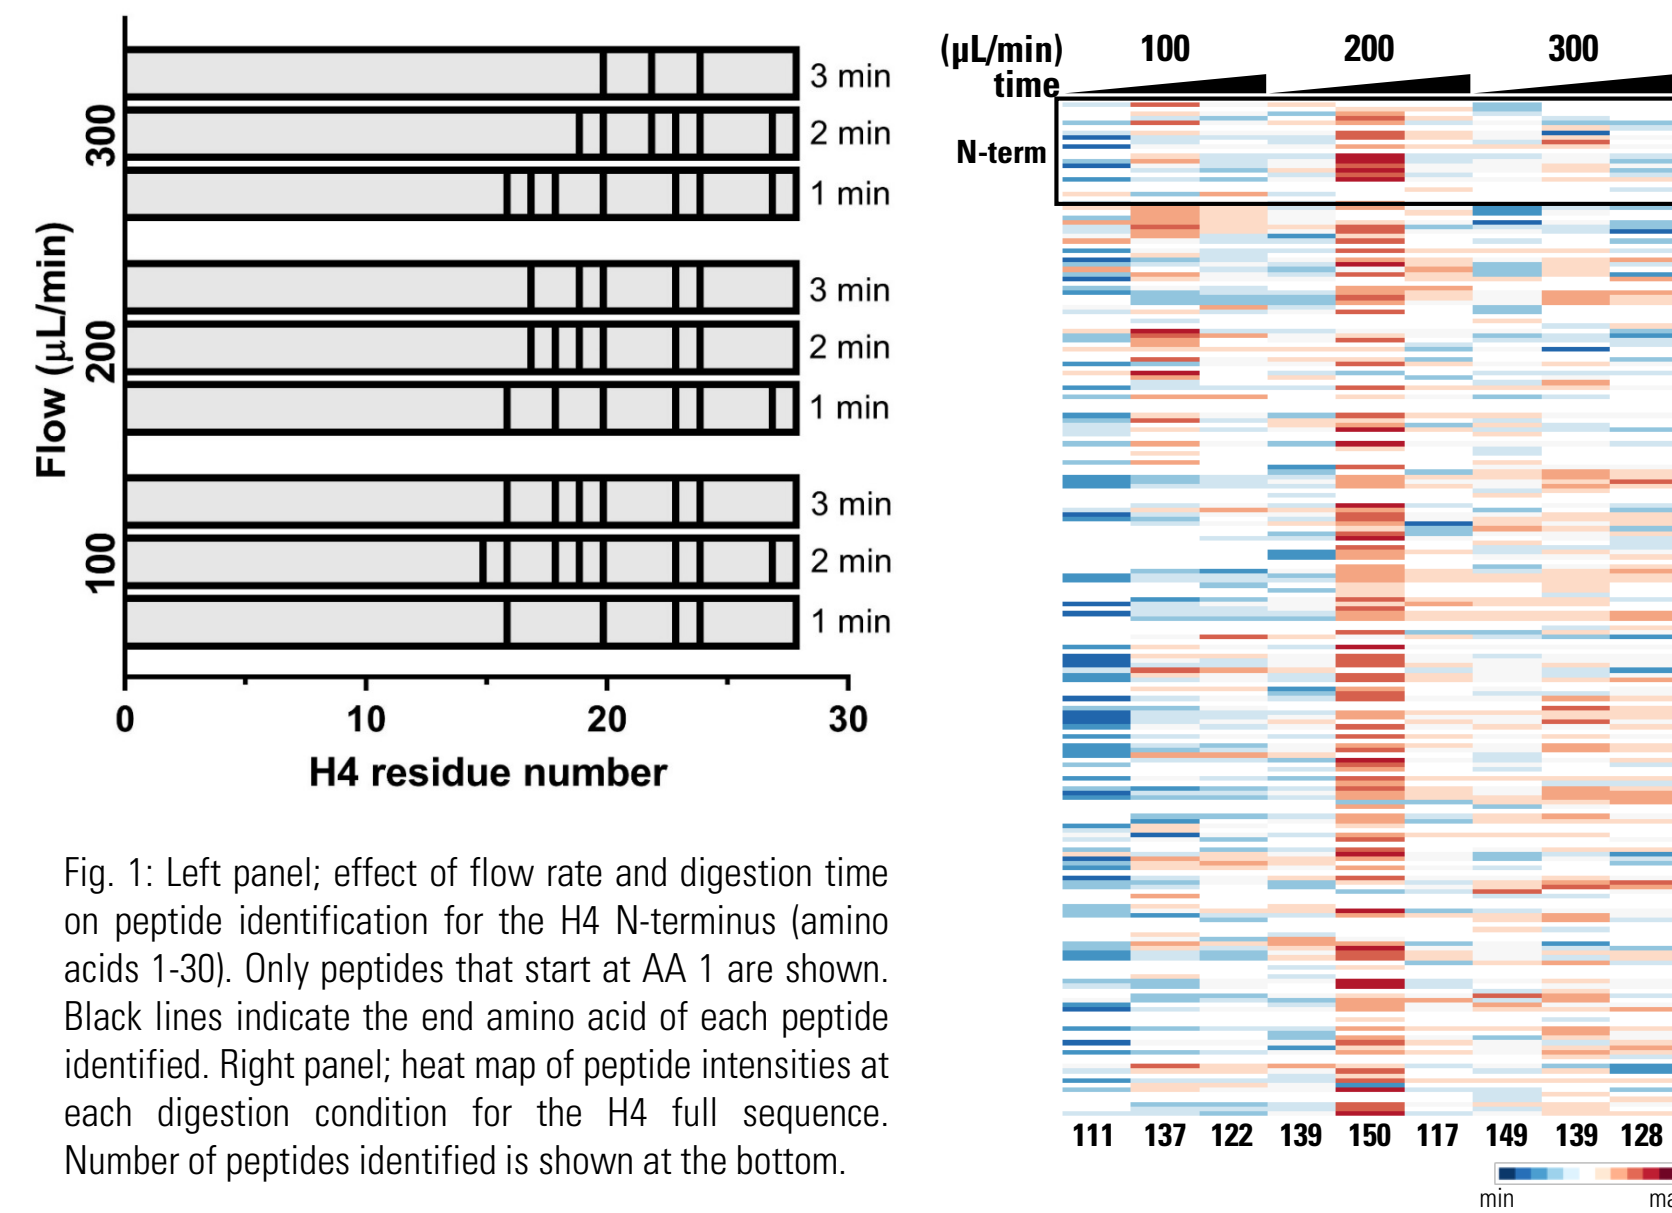 3 min
2 min
1 min
300
3 min
2 min
1 min
200
3 min
2 min
1 min
100
Flow (µL/min)
0 10 20 30
H4 residue number
Fig. 1: Left panel; effect of flow rate and digestion time
on peptide identification for the H4 N-terminus (amino
acids 1-30). Only peptides that start at AA 1 are shown.
Black lines indicate the end amino acid of each peptide
identified. Right panel; heat map of peptide intensities at
each digestion condition for the H4 full sequence.
Number of peptides identified is shown at the bottom.
(µL/min) 100 200 300
time
N-term
111 137 122 139 150 117 149 139 128
min ma